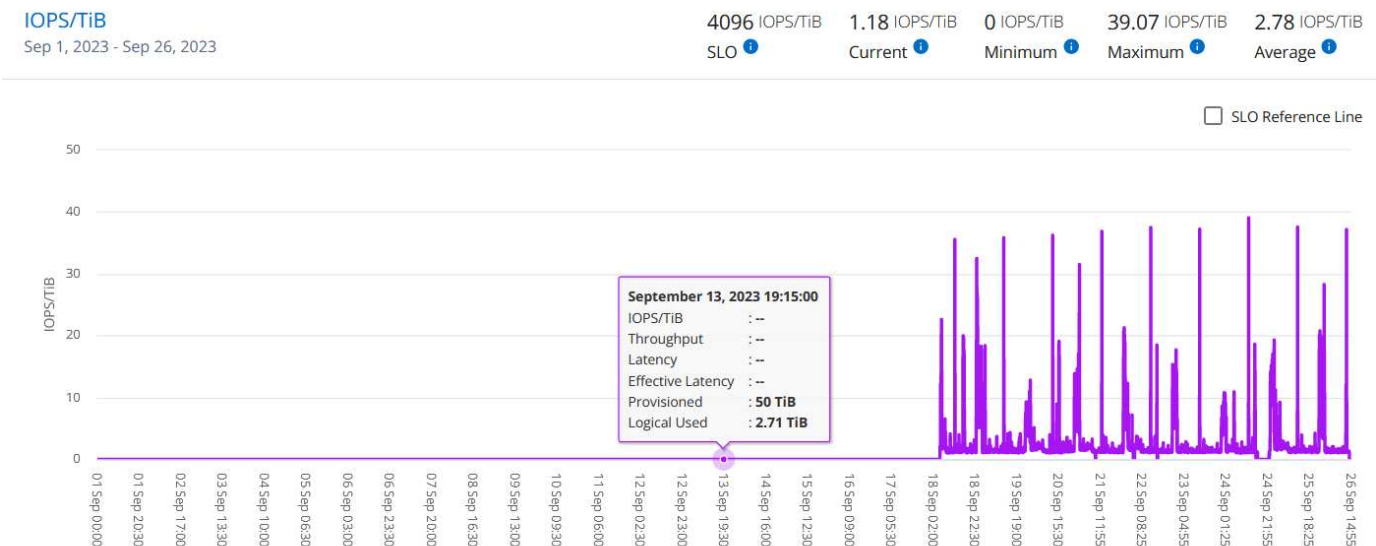 IOPS/TiB
Sep 1, 2023 - Sep 26, 2023
4096 IOPS/TiB
SLO
1.18 IOPS/TiB
Current
0 IOPS/TiB
Minimum
39.07 IOPS/TiB
Maximum
2.78 IOPS/TiB
Average
SLO Reference Line
IOPS/TiB
50
40
30
20
10
0
September 13, 2023 19:15:00
IOPS/TiB : --
Throughput : --
Latency : --
Effective Latency : --
Provisioned : 50 TiB
Logical Used : 2.71 TiB
01 Sep 00:00
01 Sep 20:30
02 Sep 17:00
03 Sep 13:30
04 Sep 10:00
05 Sep 06:30
06 Sep 03:00
06 Sep 23:30
07 Sep 20:00
08 Sep 16:30
09 Sep 13:00
10 Sep 09:30
11 Sep 06:00
12 Sep 02:30
12 Sep 23:00
13 Sep 19:30
14 Sep 16:00
15 Sep 12:30
16 Sep 09:00
17 Sep 05:30
18 Sep 02:00
18 Sep 22:30
19 Sep 19:00
20 Sep 15:30
21 Sep 11:55
22 Sep 08:25
23 Sep 04:55
24 Sep 01:25
24 Sep 21:55
25 Sep 18:25
26 Sep 14:55